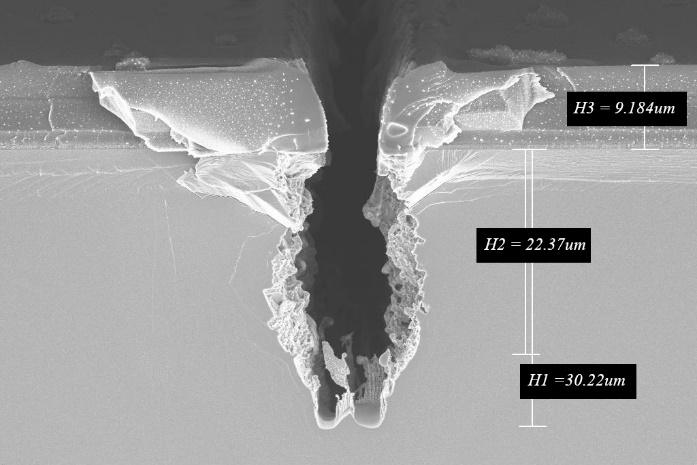 H3 = 9.184um
H2 = 22.37um
H1 =30.22um